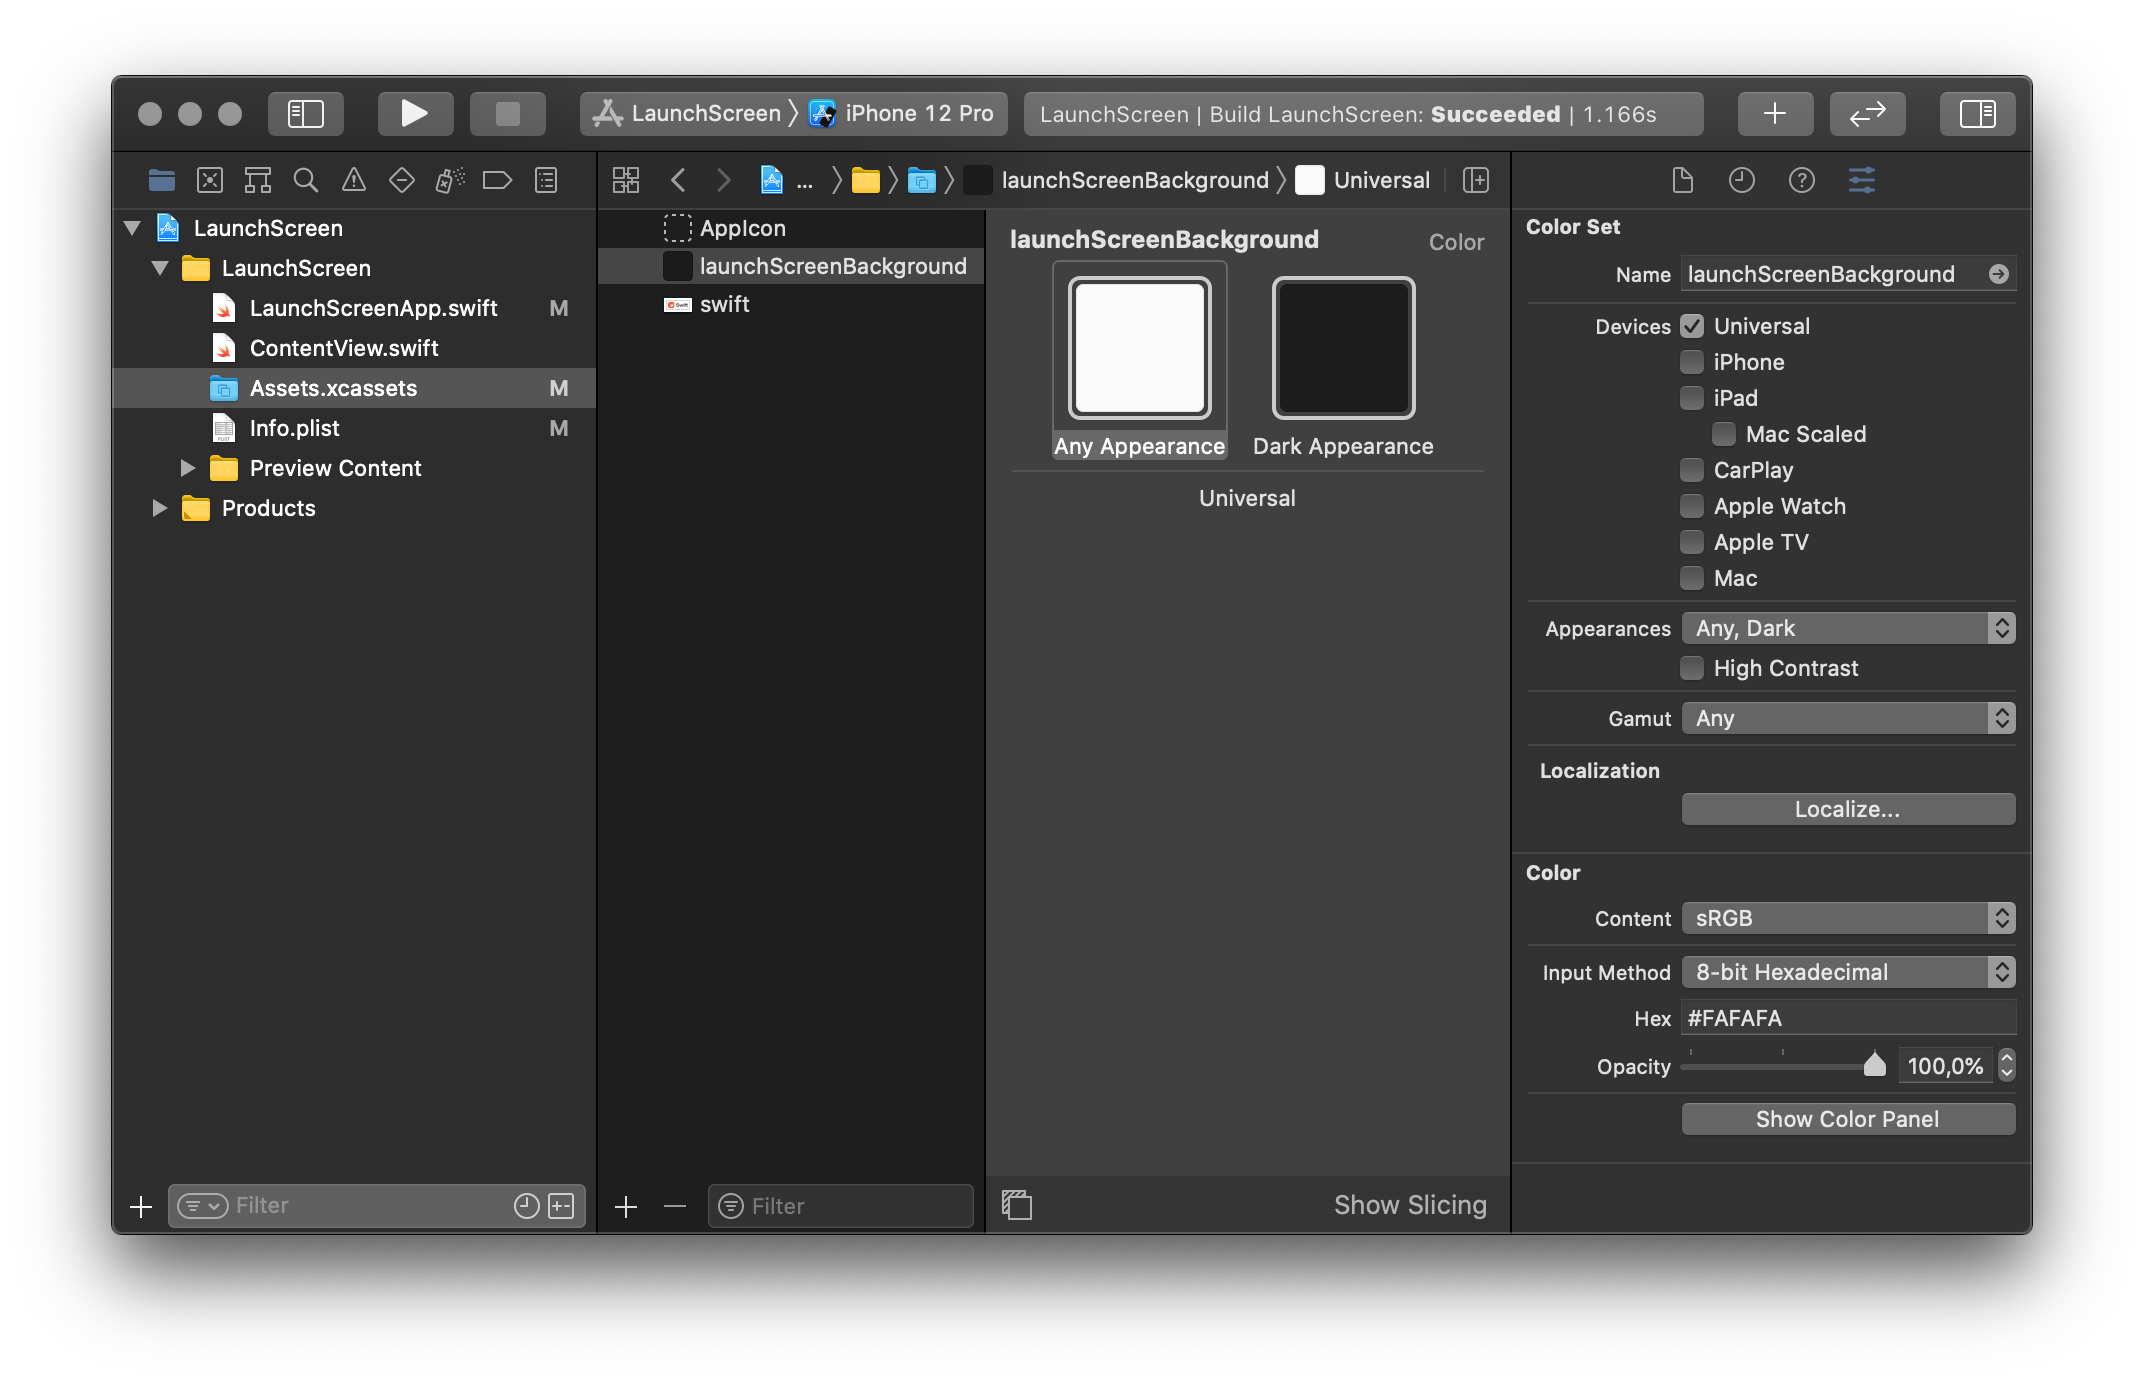 LaunchScreen 〉 iPhone 12 Pro
LaunchScreen | Build LaunchScreen: Succeeded | 1.166s
... 〉 〉 〉 launchScreenBackground 〉 Universal
LaunchScreen
LaunchScreen
LaunchScreenApp.swift M
ContentView.swift
Assets.xcassets M
Info.plist M
Preview Content
Products
Filter
AppIcon
launchScreenBackground
swift
Filter
launchScreenBackground Color
Any Appearance Dark Appearance
Universal
Show Slicing
Color Set
Name launchScreenBackground
Devices Universal
iPhone
iPad
Mac Scaled
CarPlay
Apple Watch
Apple TV
Mac
Appearances Any, Dark
High Contrast
Gamut Any
Localization
Localize...
Color
Content sRGB
Input Method 8-bit Hexadecimal
Hex #FAFAFA
Opacity 100,0%
Show Color Panel